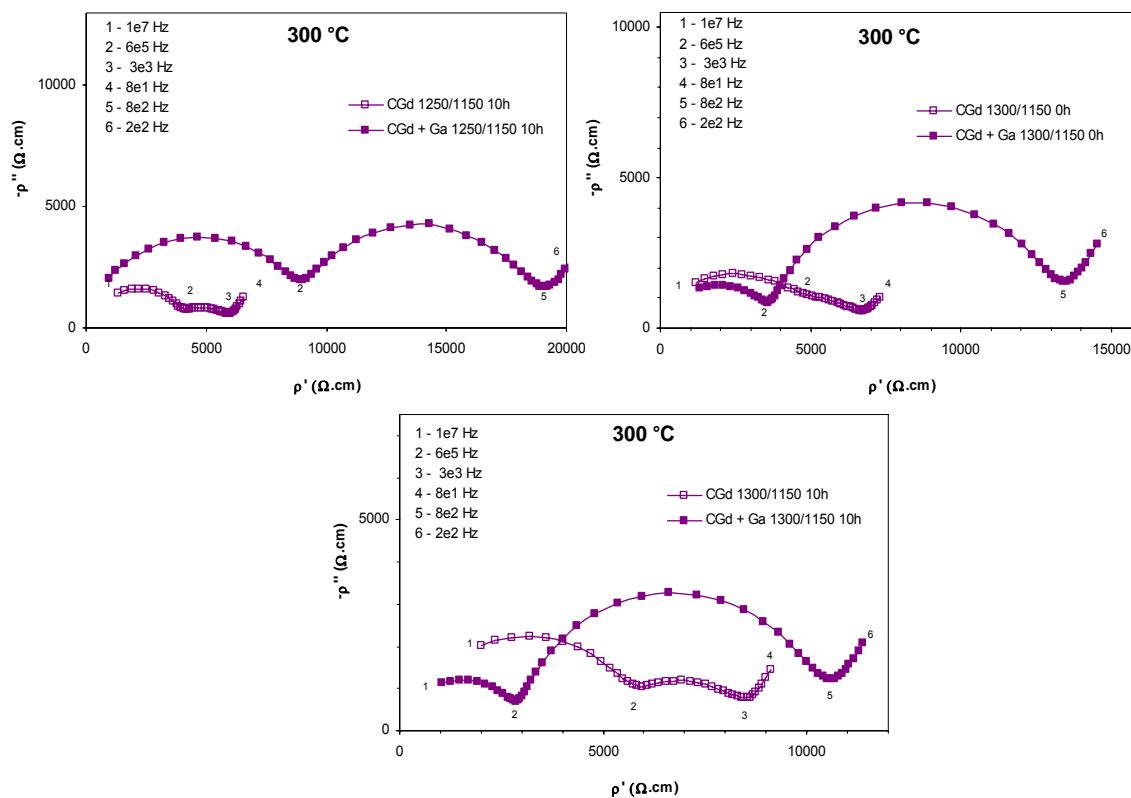 1 - 1e7 Hz
2 - 6e5 Hz
3 - 3e3 Hz
4 - 8e1 Hz
5 - 8e2 Hz
6 - 2e2 Hz
300 °C
CGd 1250/1150 10h
CGd + Ga 1250/1150 10h
10000
5000
0
-ρ'' (Ω.cm)
1
2
3
4
2
5
6
0 5000 10000 15000 20000
ρ' (Ω.cm)
1 - 1e7 Hz
2 - 6e5 Hz
3 - 3e3 Hz
4 - 8e1 Hz
5 - 8e2 Hz
6 - 2e2 Hz
300 °C
CGd 1300/1150 0h
CGd + Ga 1300/1150 0h
10000
5000
0
-ρ'' (Ω.cm)
1
2
2
3
4
5
6
0 5000 10000 15000
ρ' (Ω.cm)
1 - 1e7 Hz
2 - 6e5 Hz
3 - 3e3 Hz
4 - 8e1 Hz
5 - 8e2 Hz
6 - 2e2 Hz
300 °C
CGd 1300/1150 10h
CGd + Ga 1300/1150 10h
5000
0
-ρ'' (Ω.cm)
1
1
2
2
3
4
5
6
0 5000 10000
ρ' (Ω.cm)